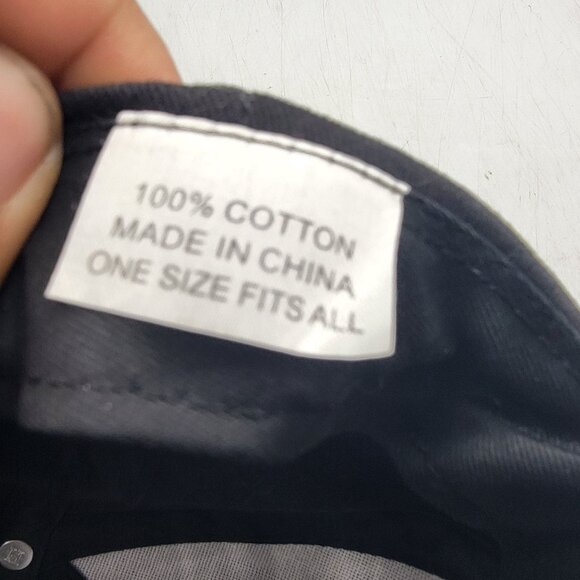 100% COTTON
MADE IN CHINA
ONE SIZE FITS ALL